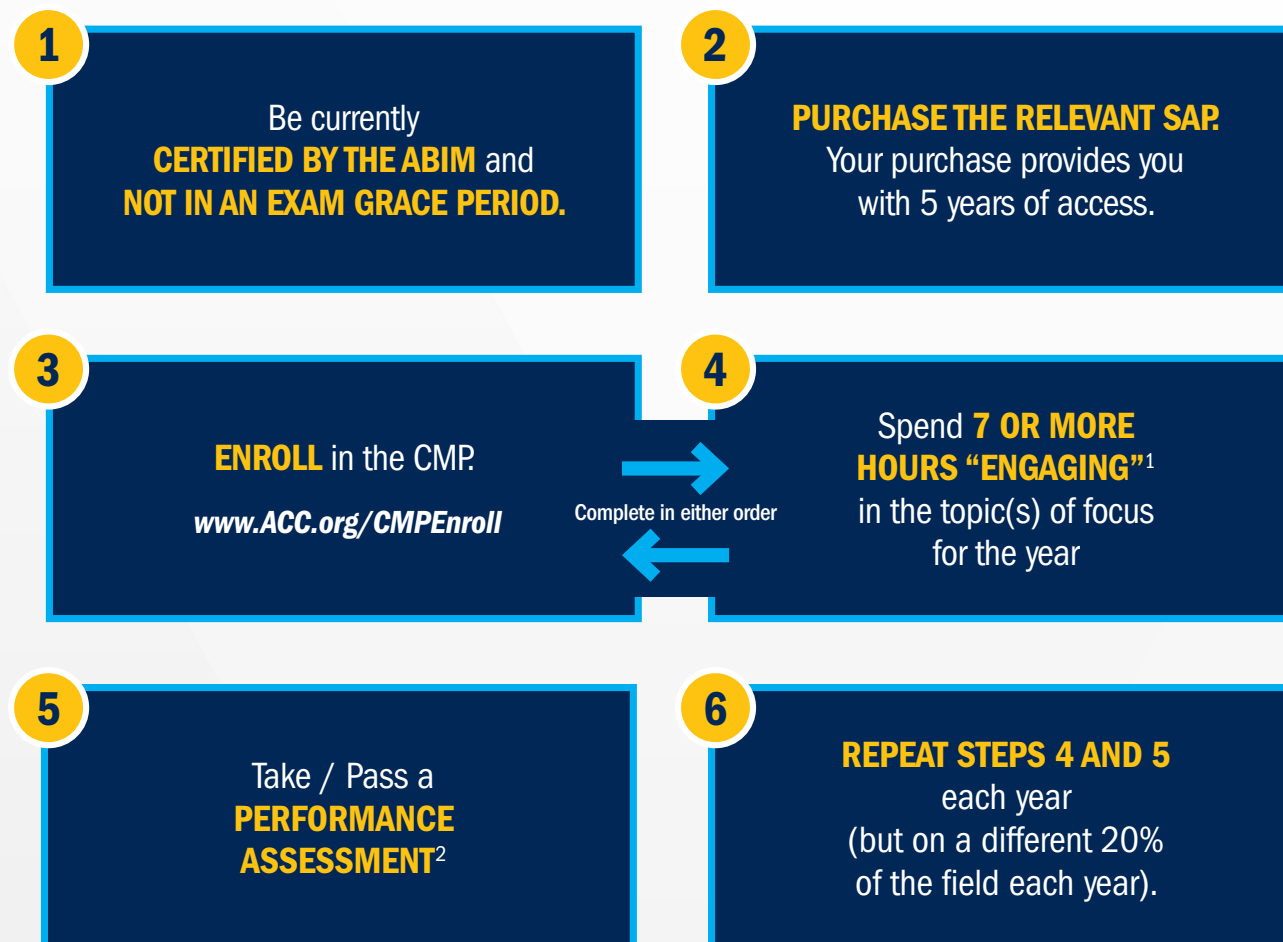 1
Be currently
CERTIFIED BY THE ABIM and
NOT IN AN EXAM GRACE PERIOD.
2
PURCHASE THE RELEVANT SAP.
Your purchase provides you
with 5 years of access.
3
ENROLL in the CMP.
www.ACC.org/CMPEnroll
Complete in either order
4
Spend 7 OR MORE
HOURS “ENGAGING”1
in the topic(s) of focus
for the year
5
Take / Pass a
PERFORMANCE
ASSESSMENT2
6
REPEAT STEPS 4 AND 5
each year
(but on a different 20%
of the field each year).